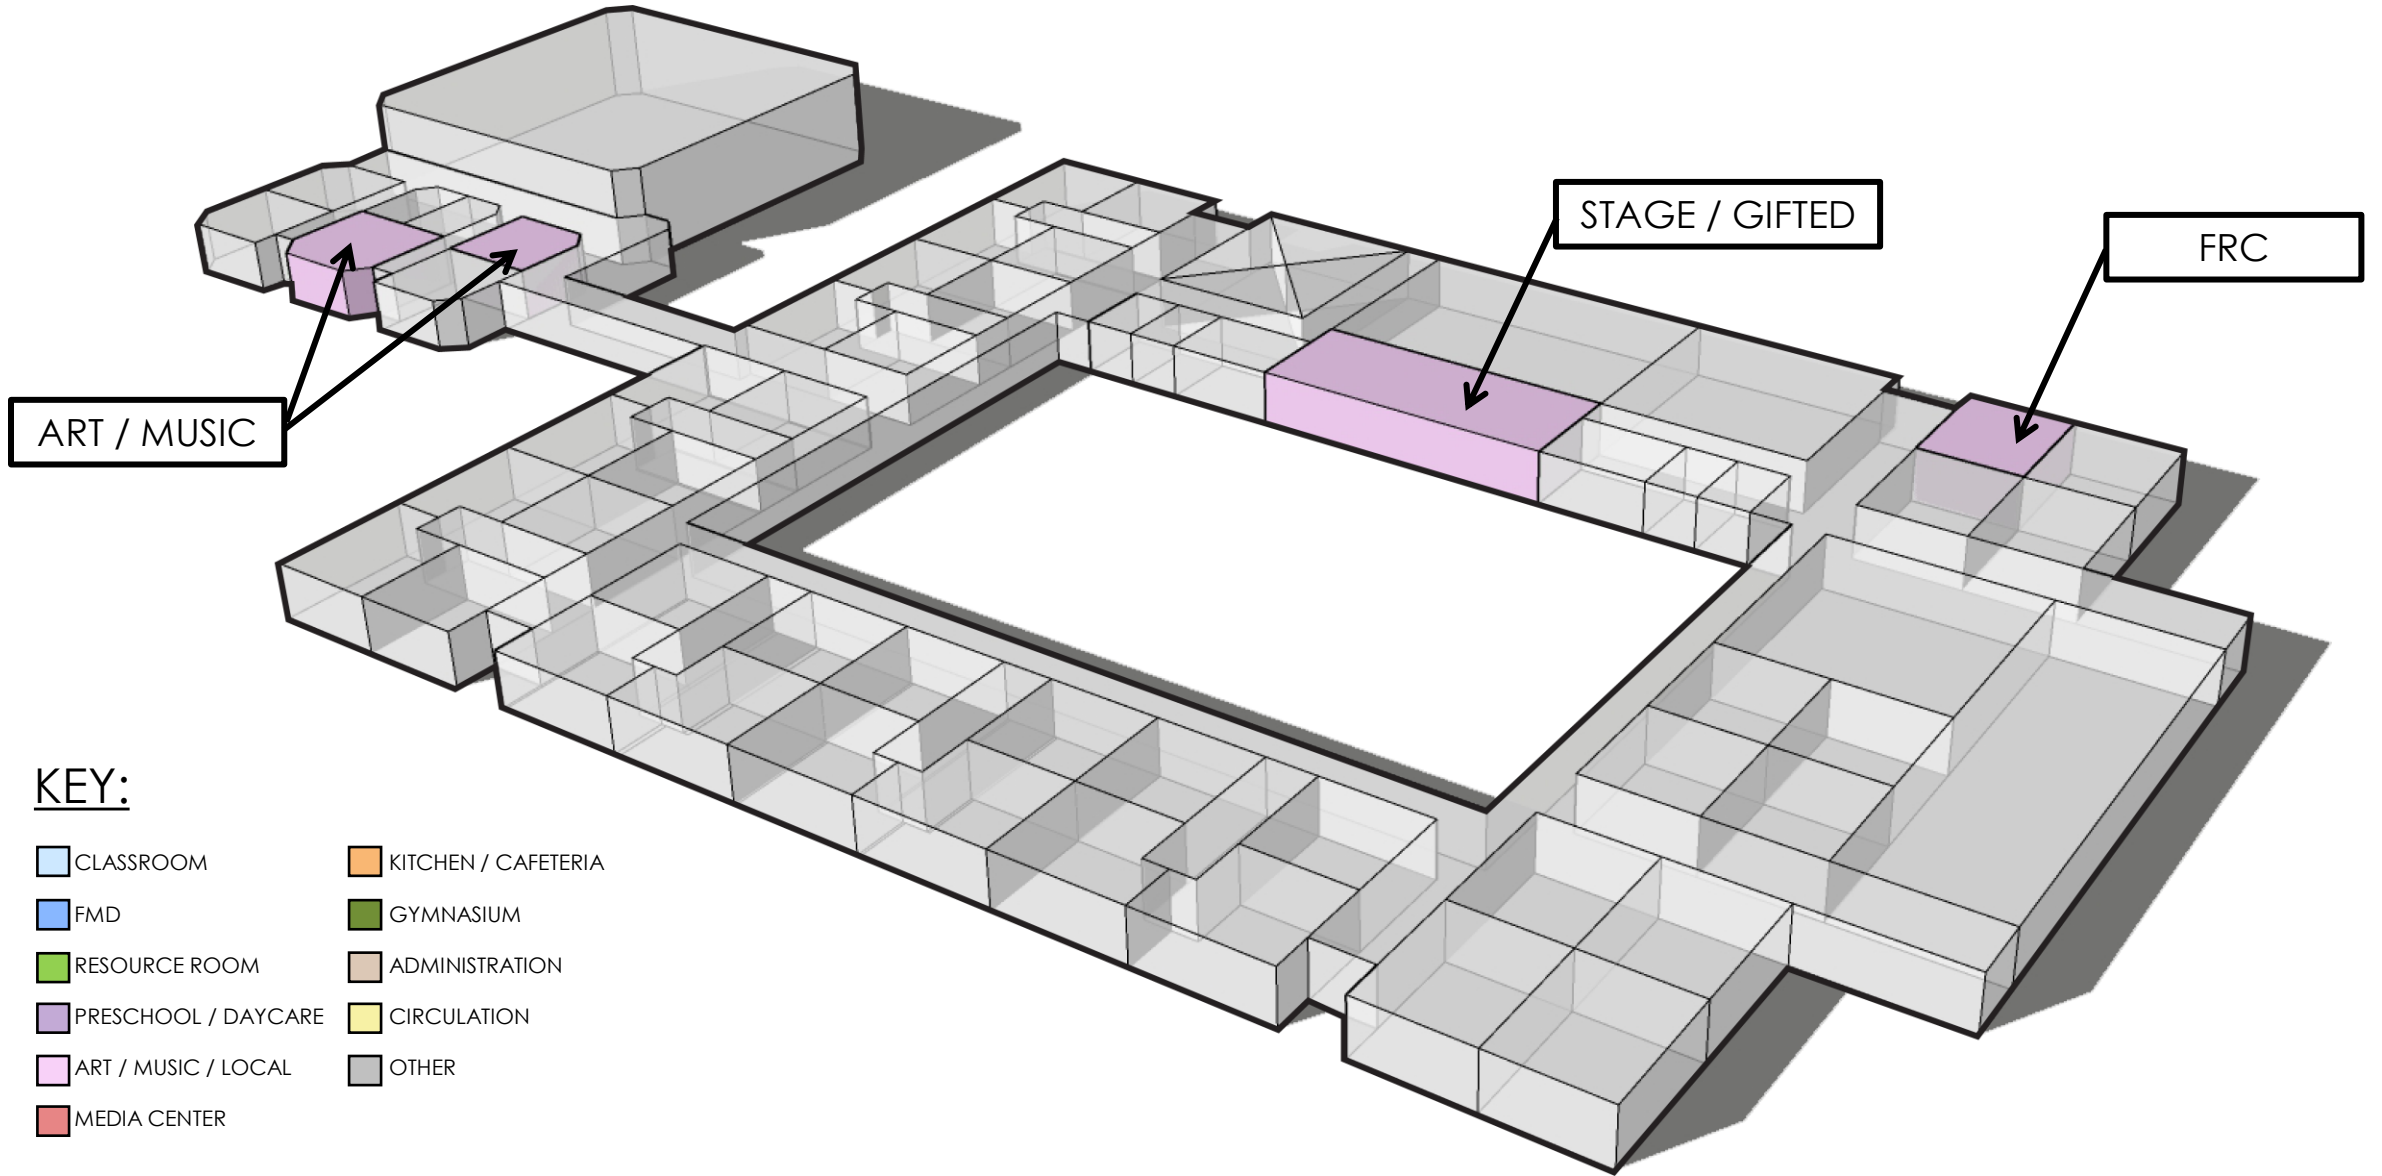 STAGE / GIFTED
FRC
ART / MUSIC
KEY:
CLASSROOM
FMD
RESOURCE ROOM
PRESCHOOL / DAYCARE
ART / MUSIC / LOCAL
MEDIA CENTER
KITCHEN / CAFETERIA
GYMNASIUM
ADMINISTRATION
CIRCULATION
OTHER